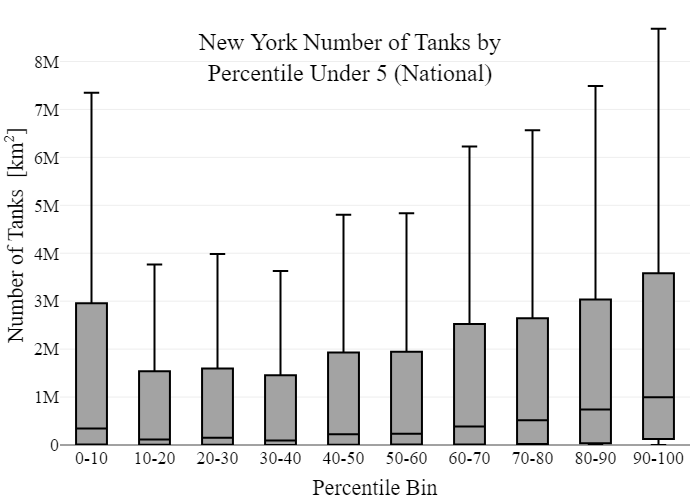 New York Number of Tanks by
Percentile Under 5 (National)
Number of Tanks [km²]
8M
7M
6M
5M
4M
3M
2M
1M
0
0-10 10-20 20-30 30-40 40-50 50-60 60-70 70-80 80-90 90-100
Percentile Bin